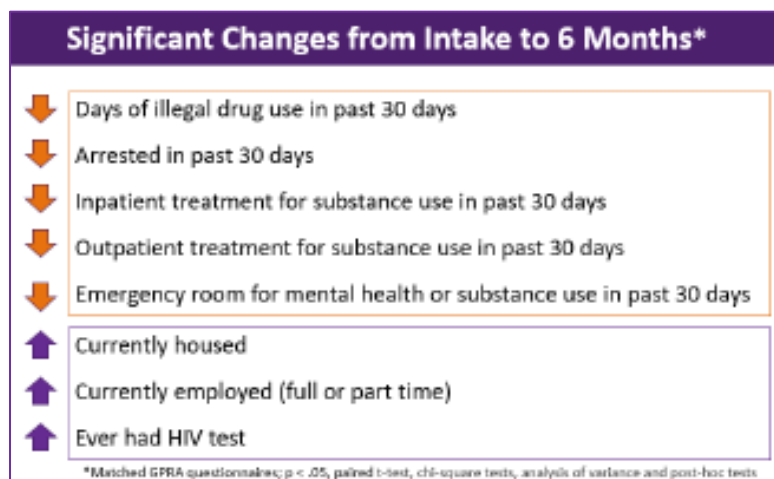 Significant Changes from Intake to 6 Months*
Days of illegal drug use in past 30 days
Arrested in past 30 days
Inpatient treatment for substance use in past 30 days
Outpatient treatment for substance use in past 30 days
Emergency room for mental health or substance use in past 30 days
Currently housed
Currently employed (full or part time)
Ever had HIV test
*Matched GPRA questionnaires; p < .05, paired t-test, chi-square tests, analysis of variance and post-hoc tests